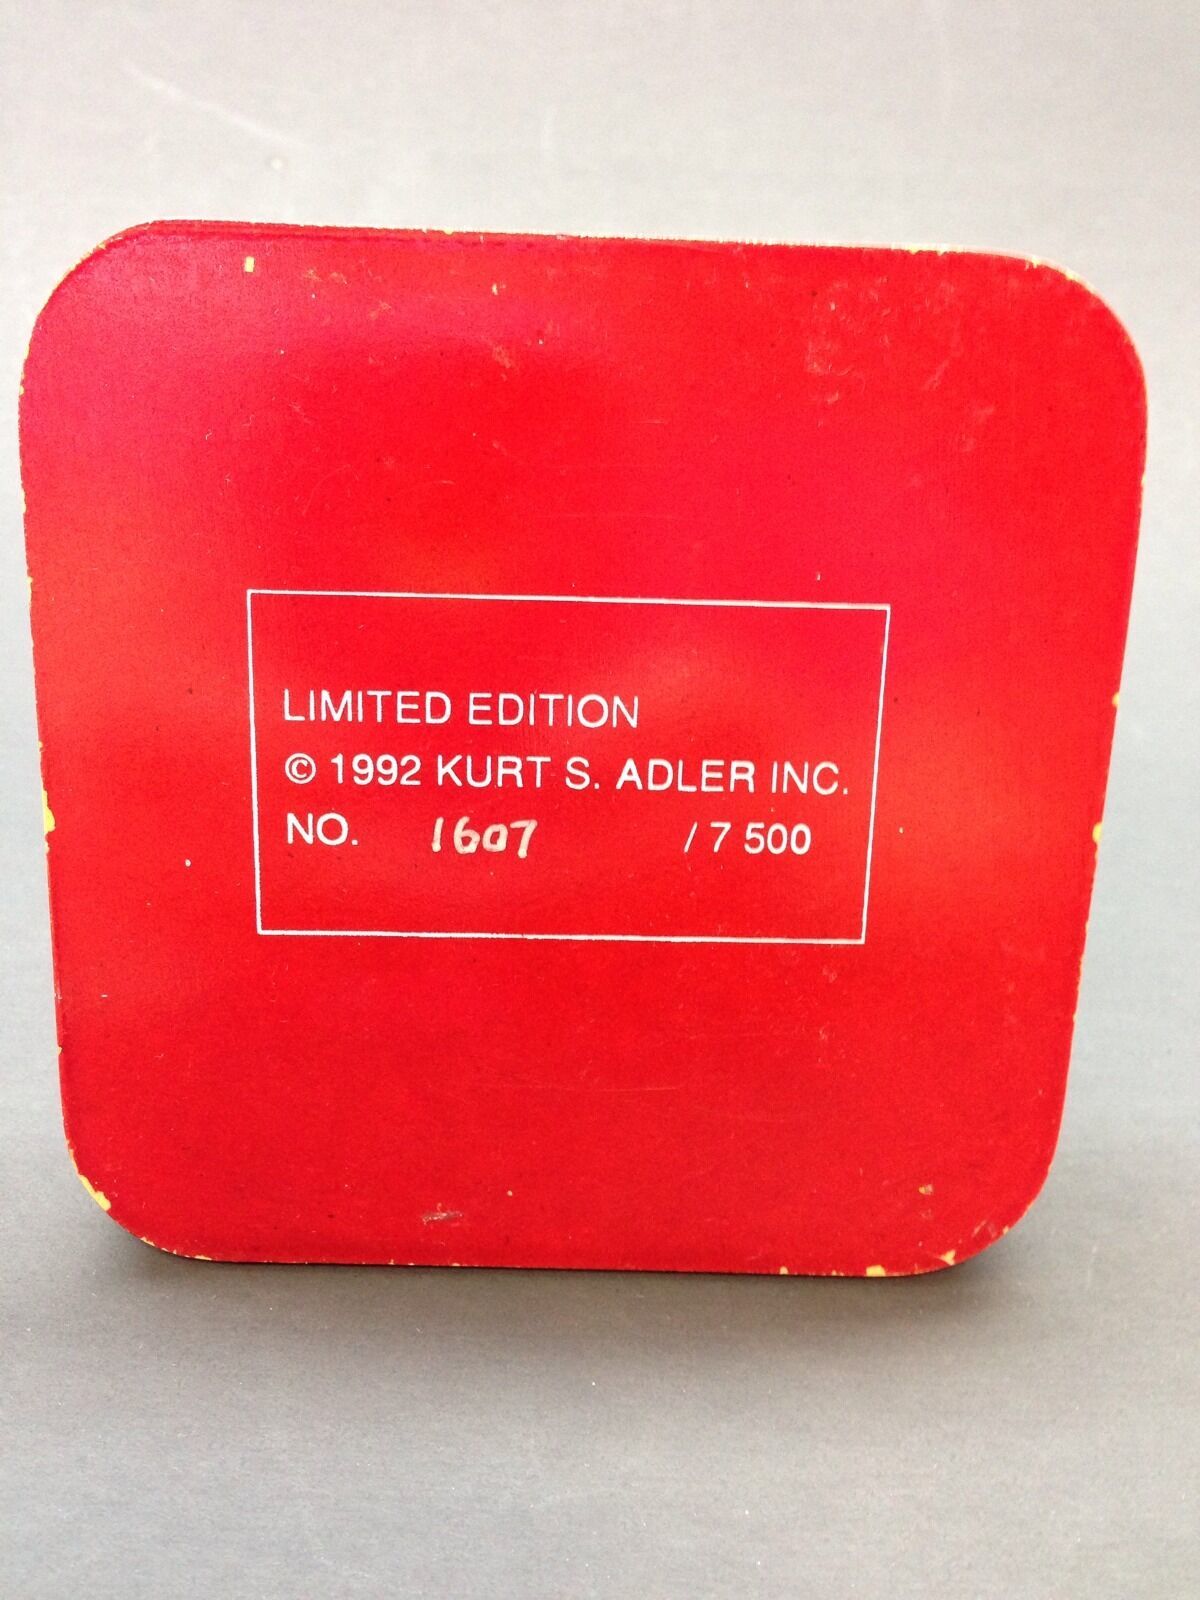 LIMITED EDITION
© 1992 KURT S. ADLER INC.
NO. 1607 / 7 500